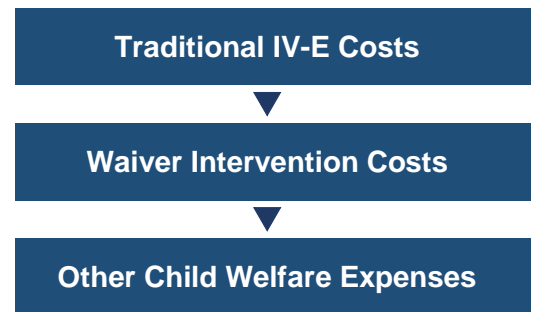 Traditional IV-E Costs
Waiver Intervention Costs
Other Child Welfare Expenses